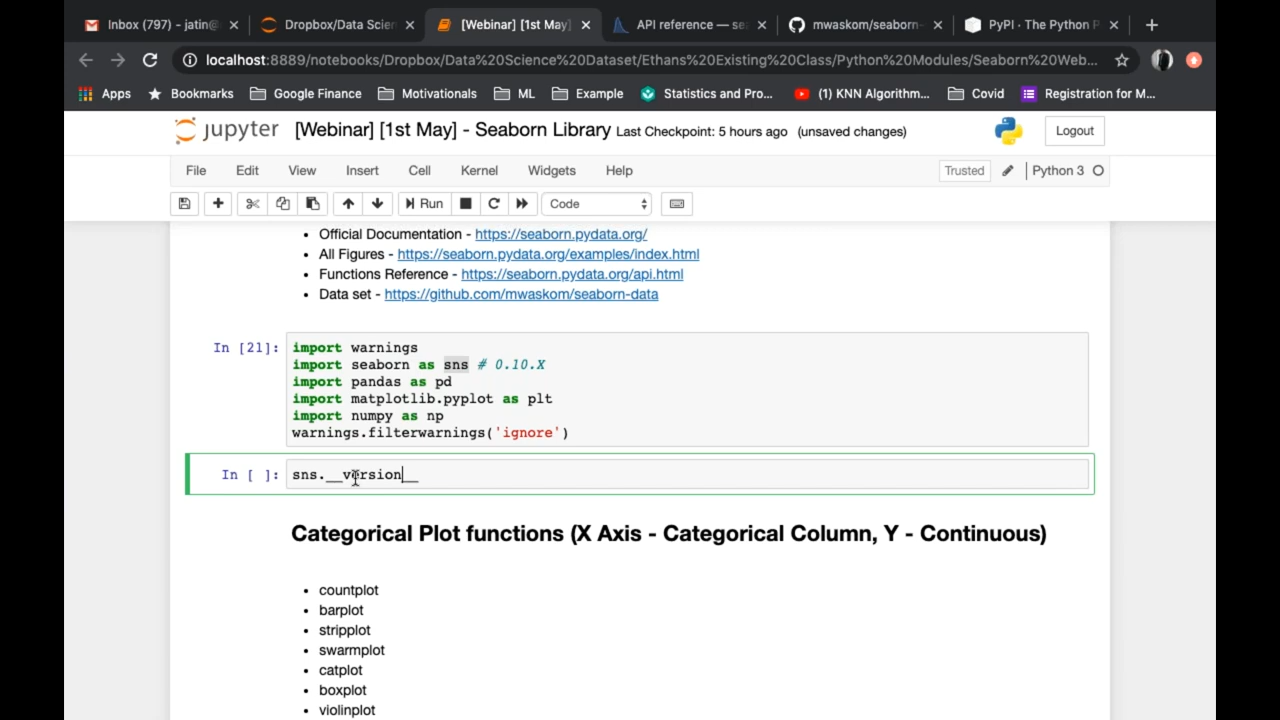 Inbox (797) - jatin@
Dropbox/Data Scien
[Webinar] [1st May]
API reference — sea
mwaskom/seaborn-
PyPI · The Python P
localhost:8889/notebooks/Dropbox/Data%20Science%20Dataset/Ethans%20Existing%20Class/Python%20Modules/Seaborn%20Web...
Apps
Bookmarks
Google Finance
Motivationals
ML
Example
Statistics and Pro...
(1) KNN Algorithm...
Covid
Registration for M...
jupyter [Webinar] [1st May] - Seaborn Library Last Checkpoint: 5 hours ago (unsaved changes)
Logout
File Edit View Insert Cell Kernel Widgets Help
Trusted
Python 3
Run
Code
• Official Documentation - https://seaborn.pydata.org/
• All Figures - https://seaborn.pydata.org/examples/index.html
• Functions Reference - https://seaborn.pydata.org/api.html
• Data set - https://github.com/mwaskom/seaborn-data
In [21]: import warnings
import seaborn as sns # 0.10.X
import pandas as pd
import matplotlib.pyplot as plt
import numpy as np
warnings.filterwarnings('ignore')
In [ ]: sns.__version__
Categorical Plot functions (X Axis - Categorical Column, Y - Continuous)
• countplot
• barplot
• stripplot
• swarmplot
• catplot
• boxplot
• violinplot